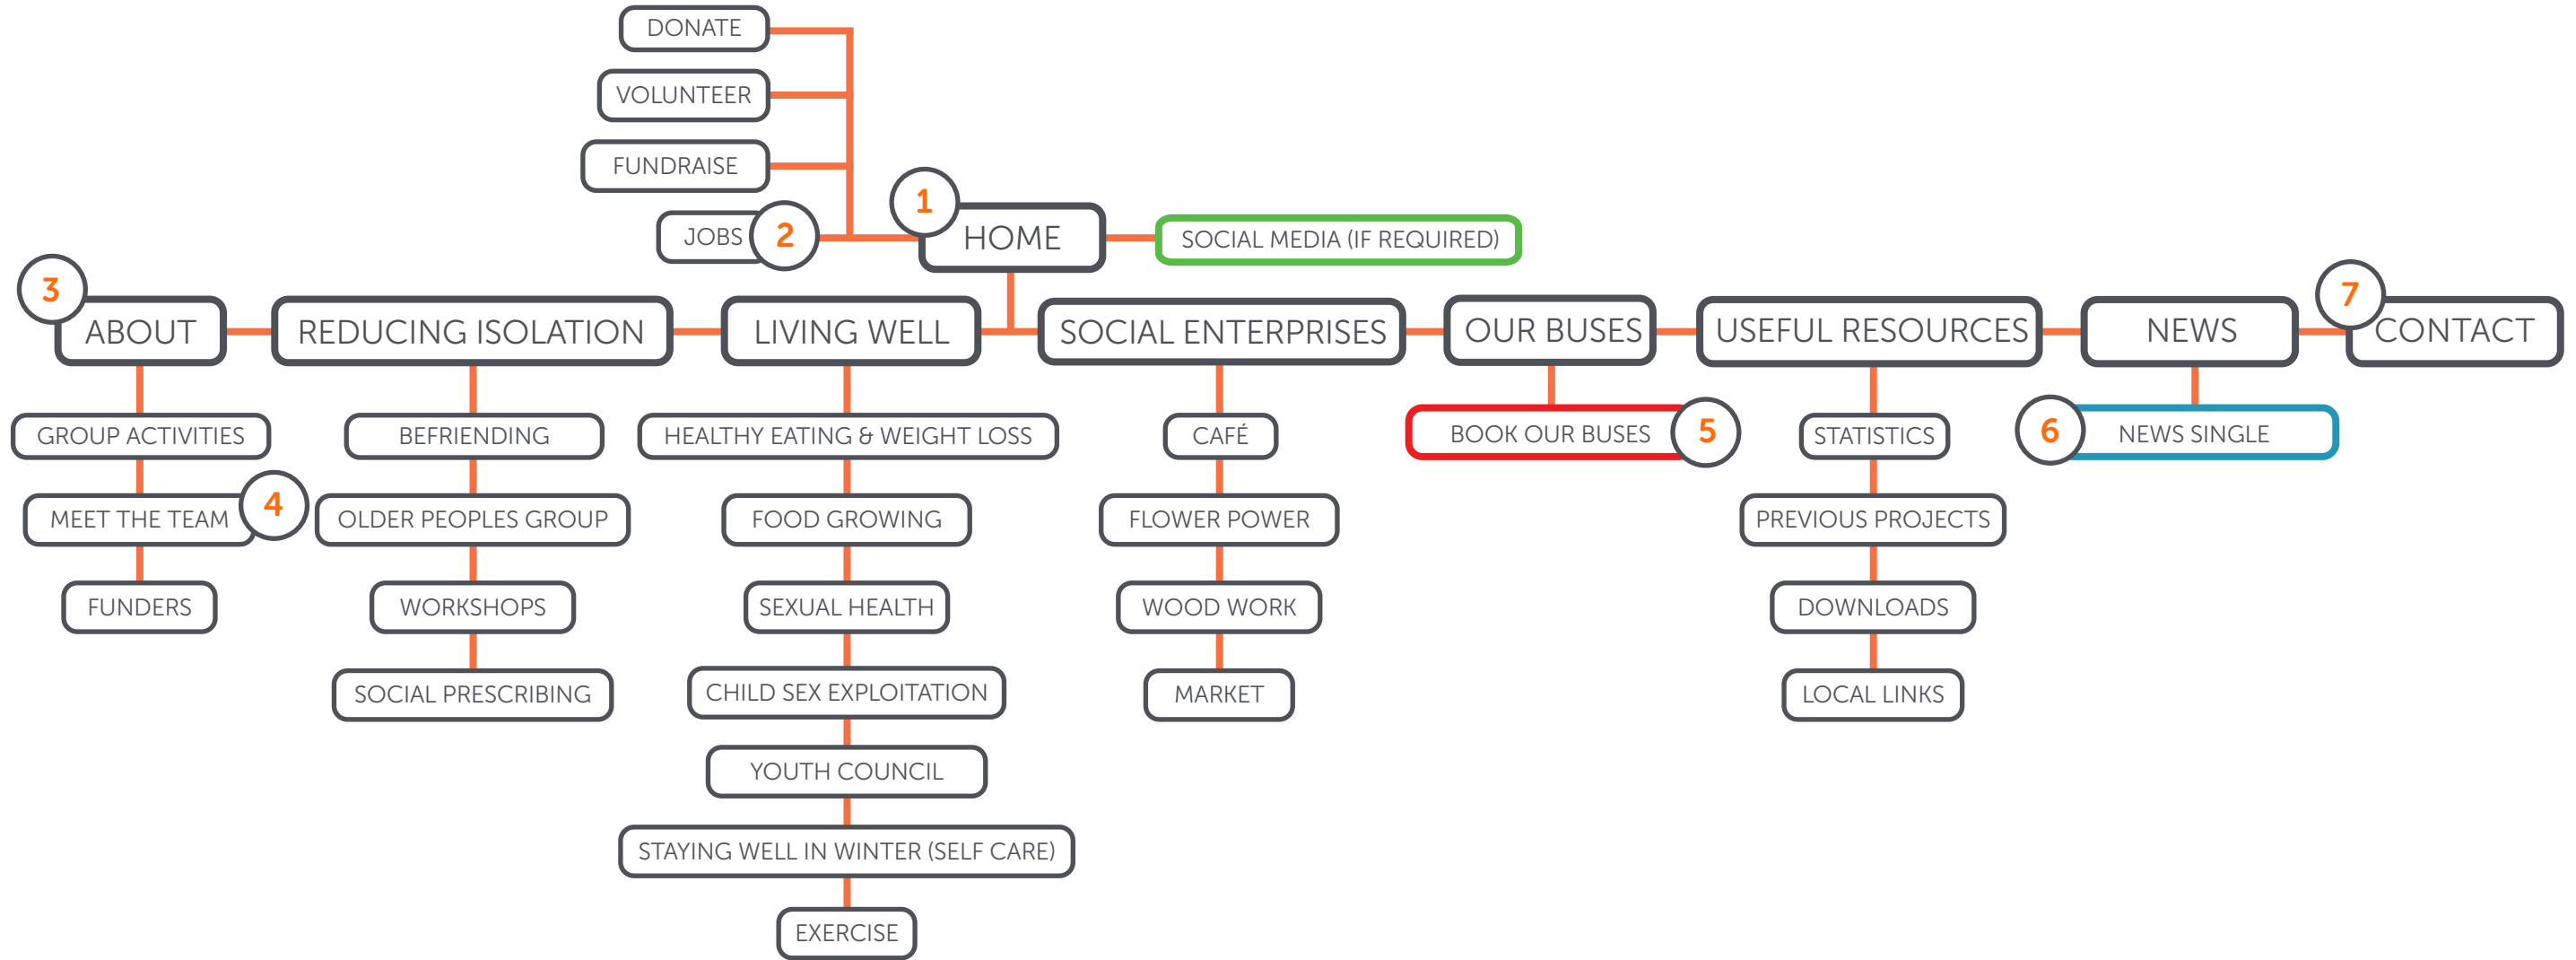 DONATE
VOLUNTEER
FUNDRAISE
JOBS
2
1
HOME
SOCIAL MEDIA (IF REQUIRED)
3
ABOUT
REDUCING ISOLATION
LIVING WELL
SOCIAL ENTERPRISES
OUR BUSES
USEFUL RESOURCES
NEWS
7
CONTACT
GROUP ACTIVITIES
MEET THE TEAM
4
FUNDERS
BEFRIENDING
OLDER PEOPLES GROUP
WORKSHOPS
SOCIAL PRESCRIBING
HEALTHY EATING & WEIGHT LOSS
FOOD GROWING
SEXUAL HEALTH
CHILD SEX EXPLOITATION
YOUTH COUNCIL
STAYING WELL IN WINTER (SELF CARE)
EXERCISE
CAFÉ
FLOWER POWER
WOOD WORK
MARKET
BOOK OUR BUSES
5
STATISTICS
PREVIOUS PROJECTS
DOWNLOADS
LOCAL LINKS
6
NEWS SINGLE